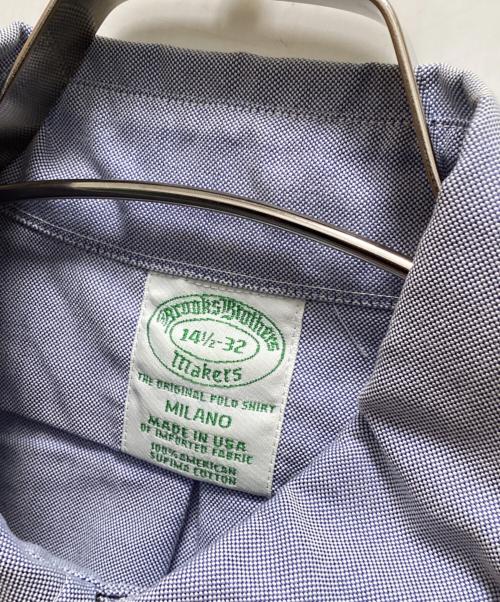 Brooks Brothers
14½-32
Makers
THE ORIGINAL POLO SHIRT
MILANO
MADE IN USA
OF IMPORTED FABRIC
100% AMERICAN
SUPIMA COTTON